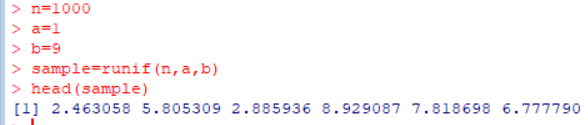 > n=1000
> a=1
> b=9
> sample=runif(n,a,b)
> head(sample)
[1] 2.463058 5.805309 2.885936 8.929087 7.818698 6.777790